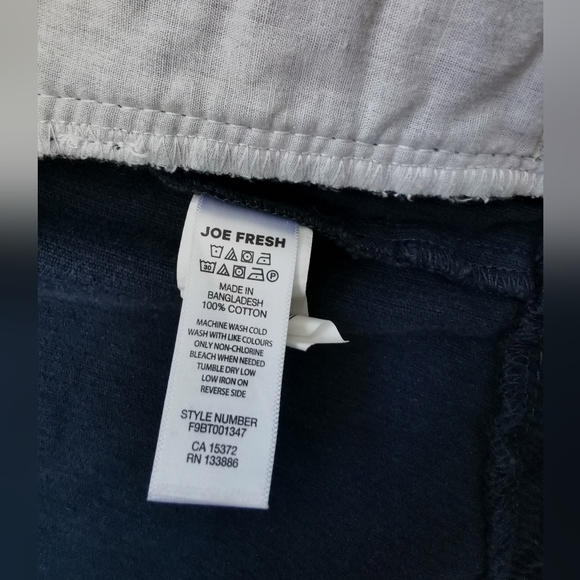 JOE FRESH
30 P
MADE IN
BANGLADESH
100% COTTON
MACHINE WASH COLD
WASH WITH LIKE COLOURS
ONLY NON-CHLORINE
BLEACH WHEN NEEDED
TUMBLE DRY LOW
LOW IRON ON
REVERSE SIDE
STYLE NUMBER
F9BT001347
CA 15372
RN 133886